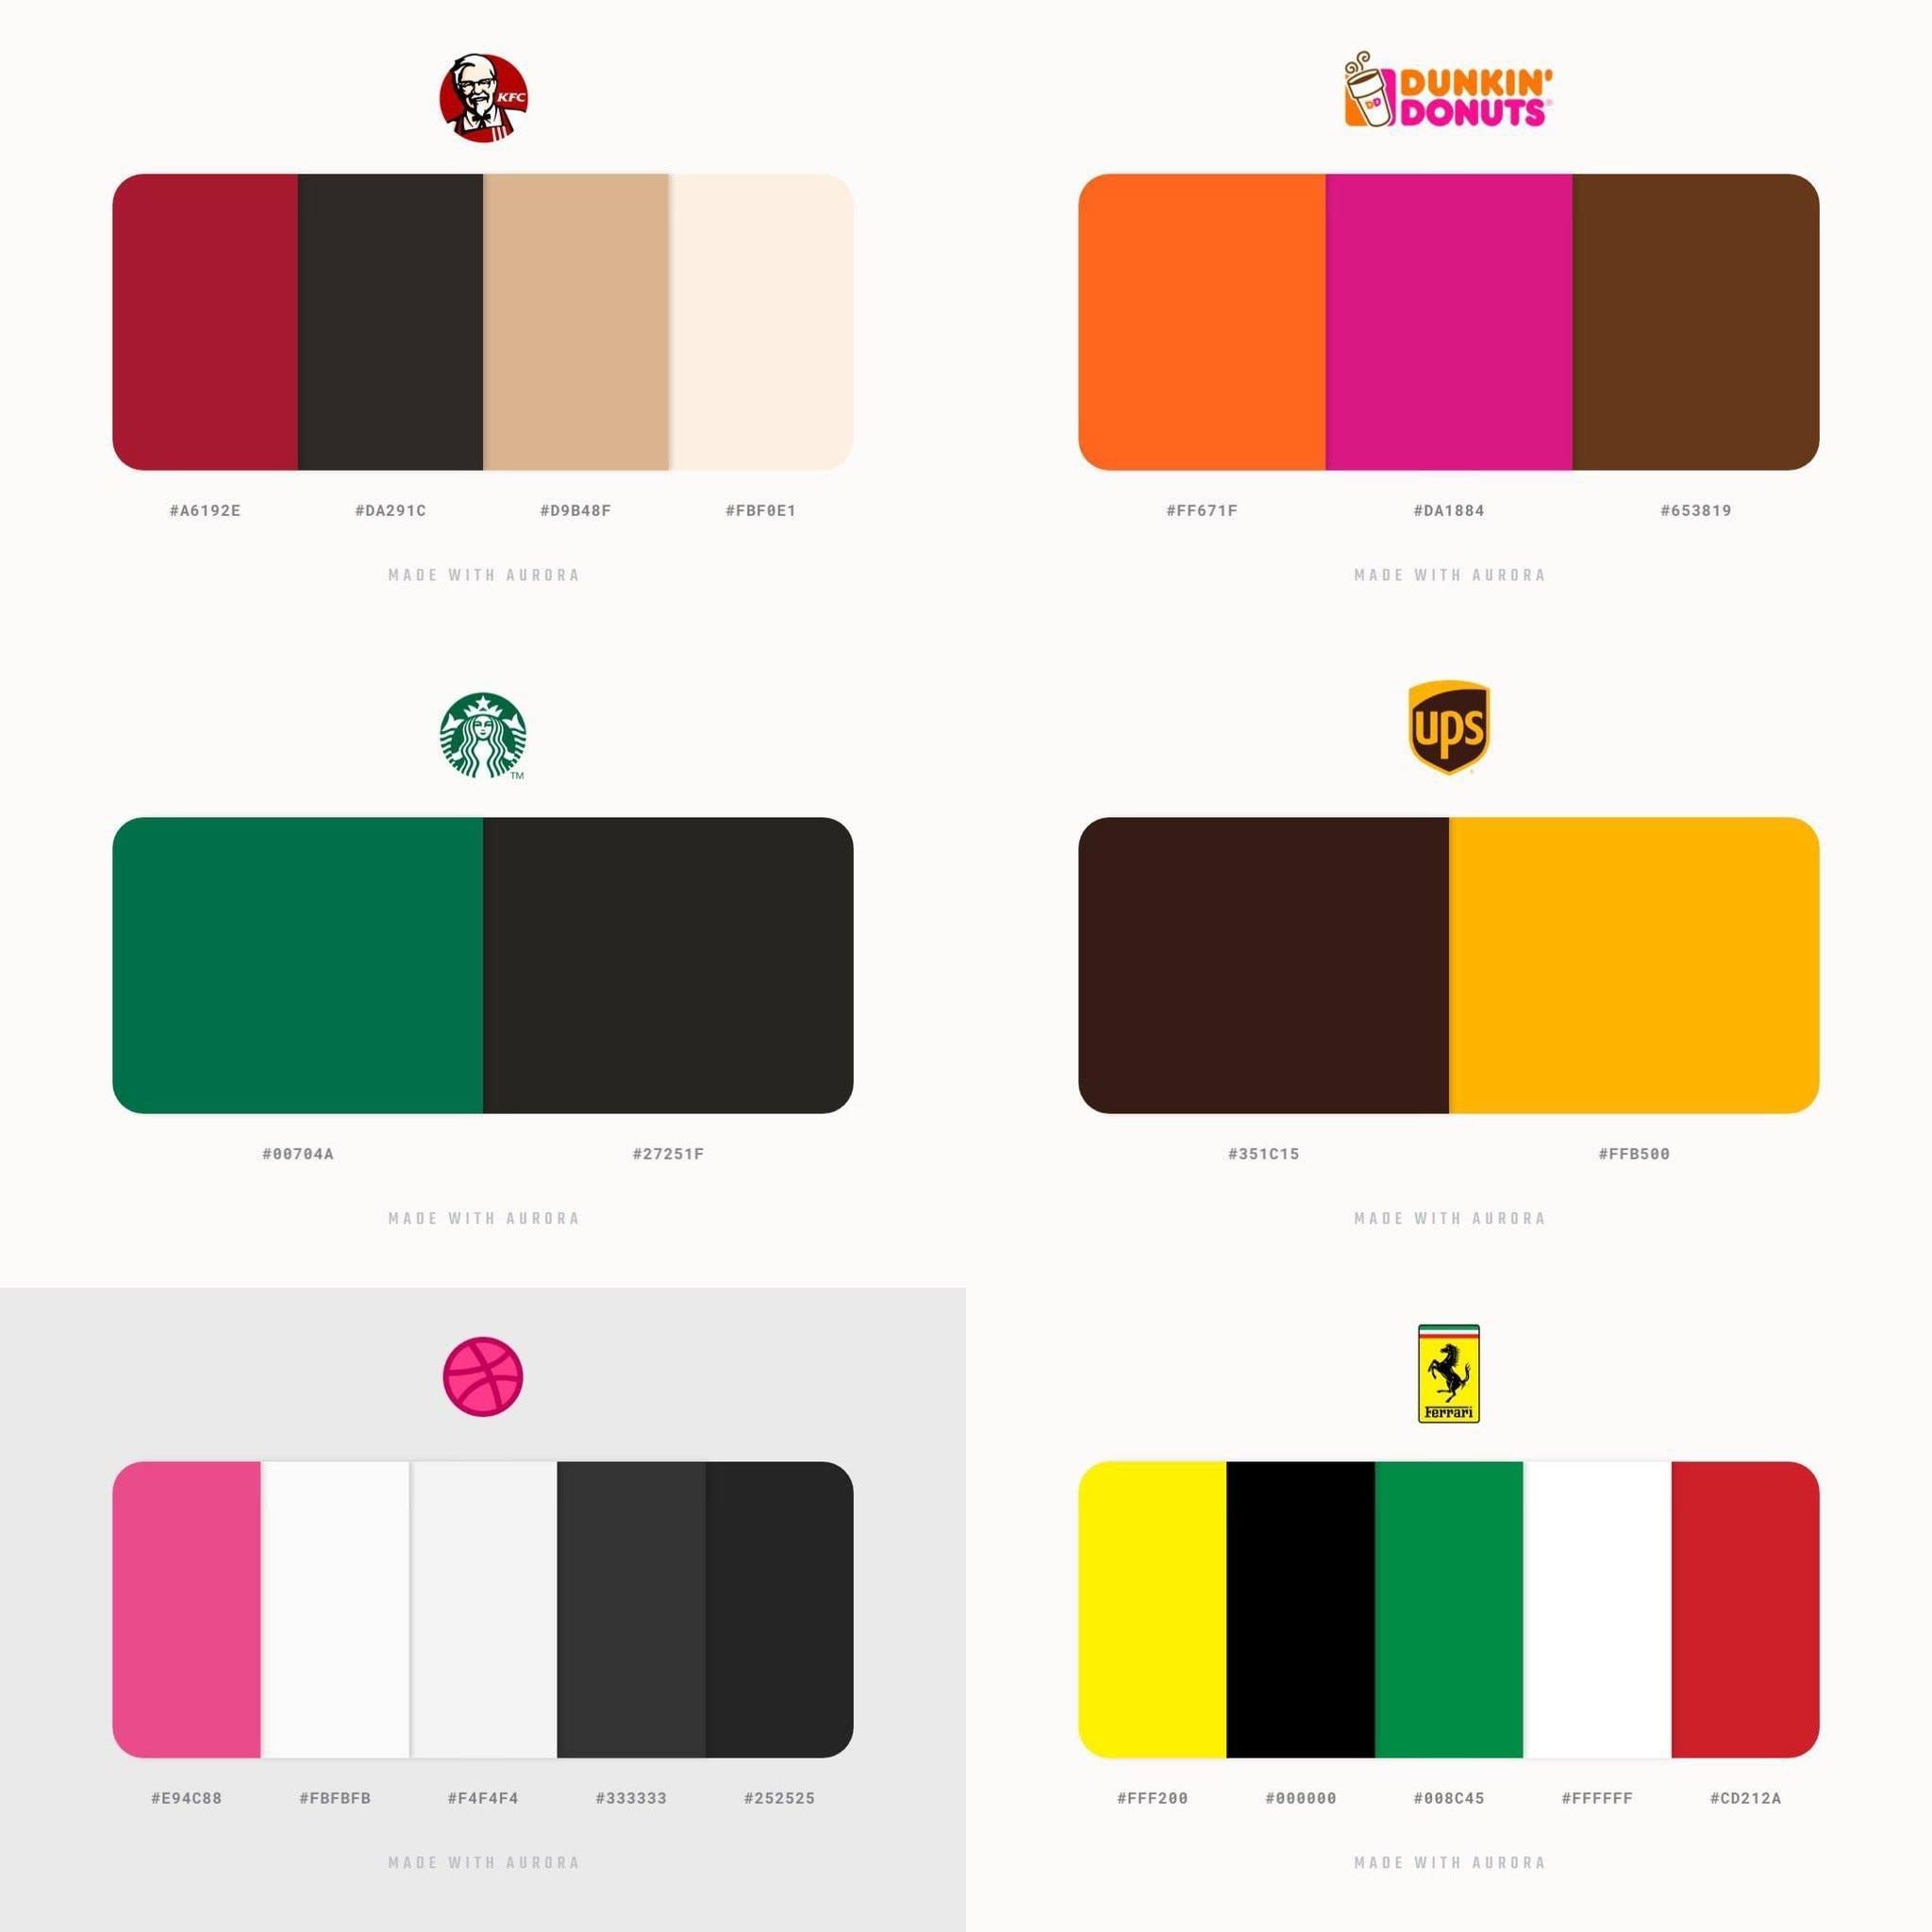 KFC
DD
DUNKIN'
DONUTS®
#A6192E #DA291C #D9B48F #FBF0E1
#FF671F #DA1884 #653819
MADE WITH AURORA
MADE WITH AURORA
TM
ups
#00704A #27251F
#351C15 #FFB500
MADE WITH AURORA
MADE WITH AURORA
Ferrari
#E94C88 #FBFBFB #F4F4F4 #333333 #252525
#FFF200 #000000 #008C45 #FFFFFF #CD212A
MADE WITH AURORA
MADE WITH AURORA